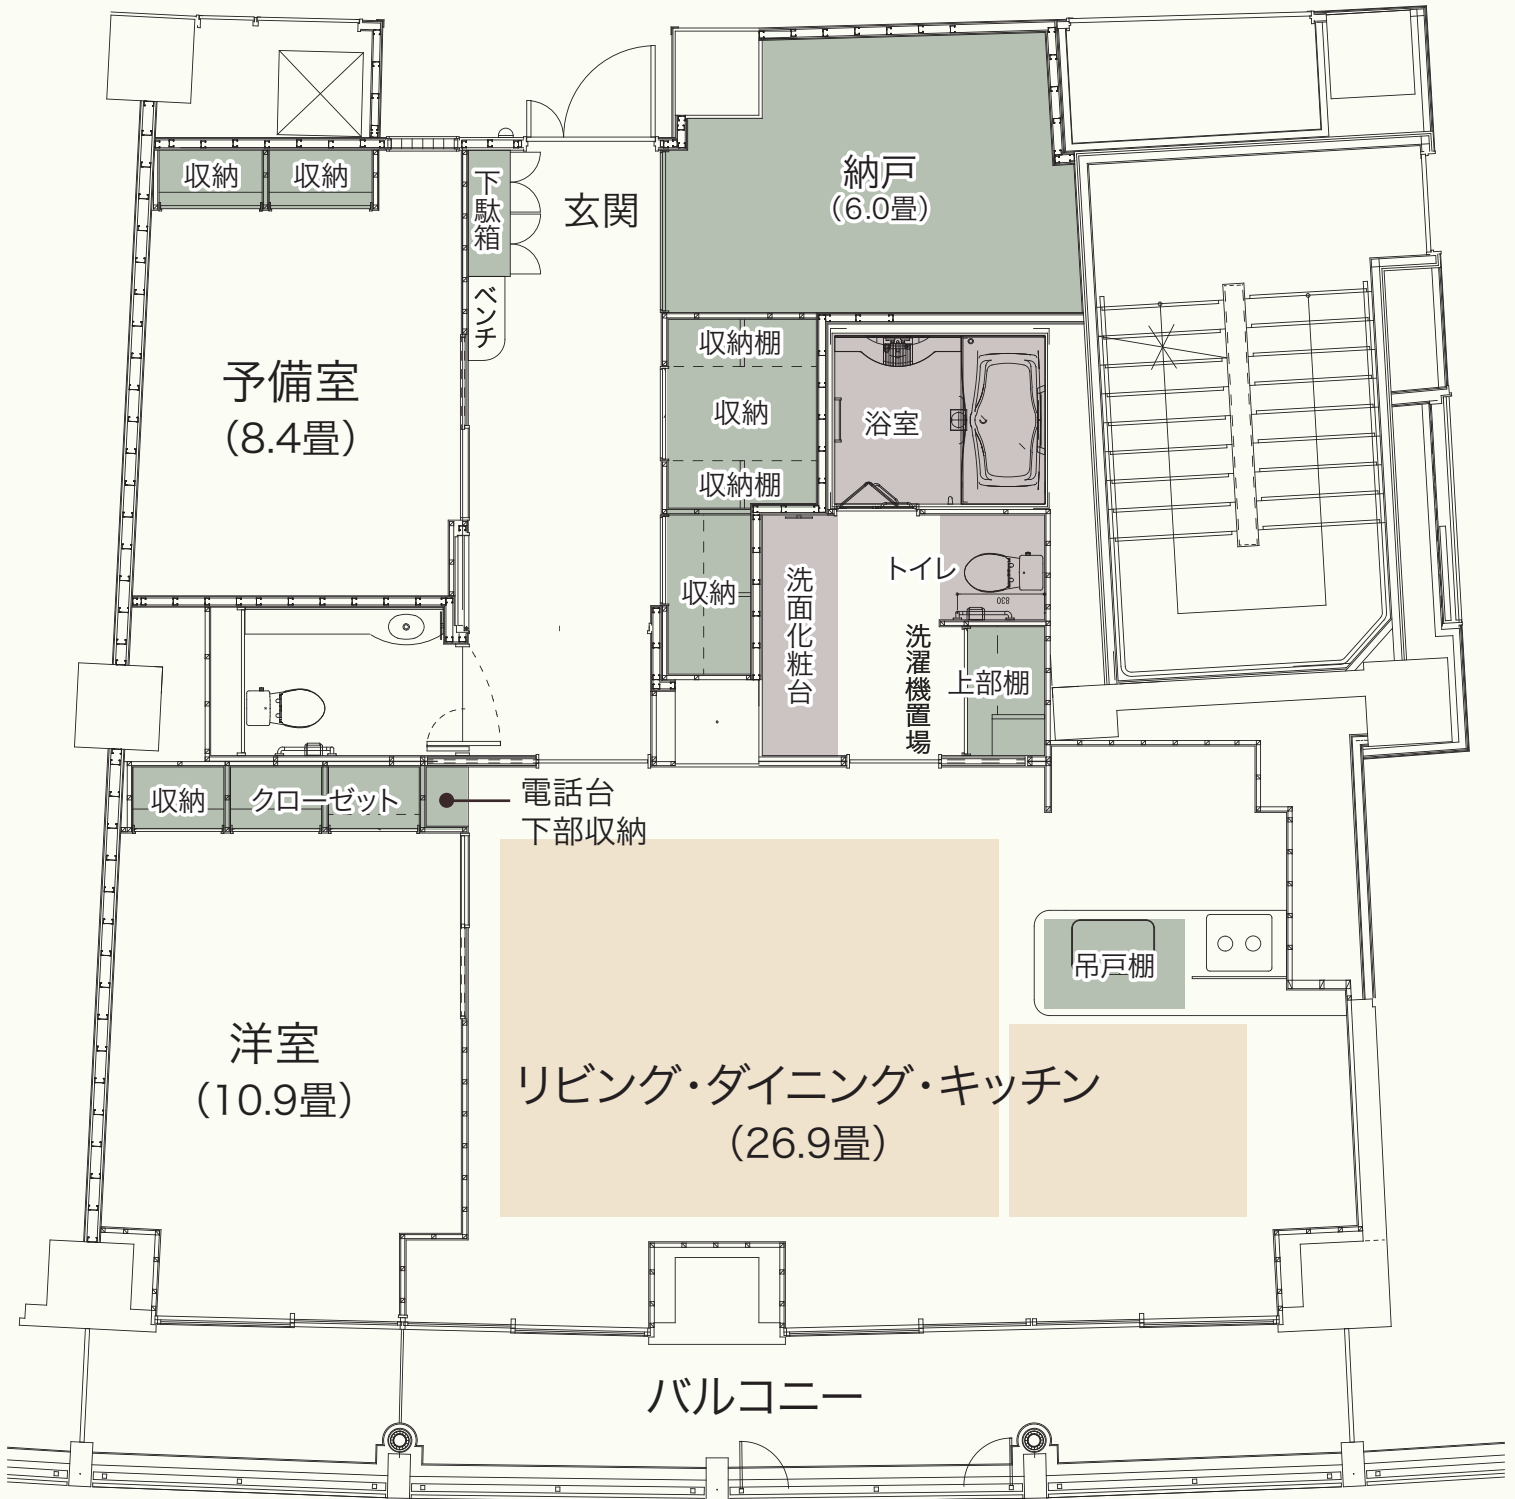 収納
収納
下駄箱
玄関
納戸
（6.0畳）
ベンチ
収納棚
収納
収納棚
浴室
予備室
（8.4畳）
収納
洗面化粧台
トイレ
830
洗濯機置場
上部棚
収納
クローゼット
電話台
下部収納
吊戸棚
洋室
（10.9畳）
リビング・ダイニング・キッチン
（26.9畳）
バルコニー